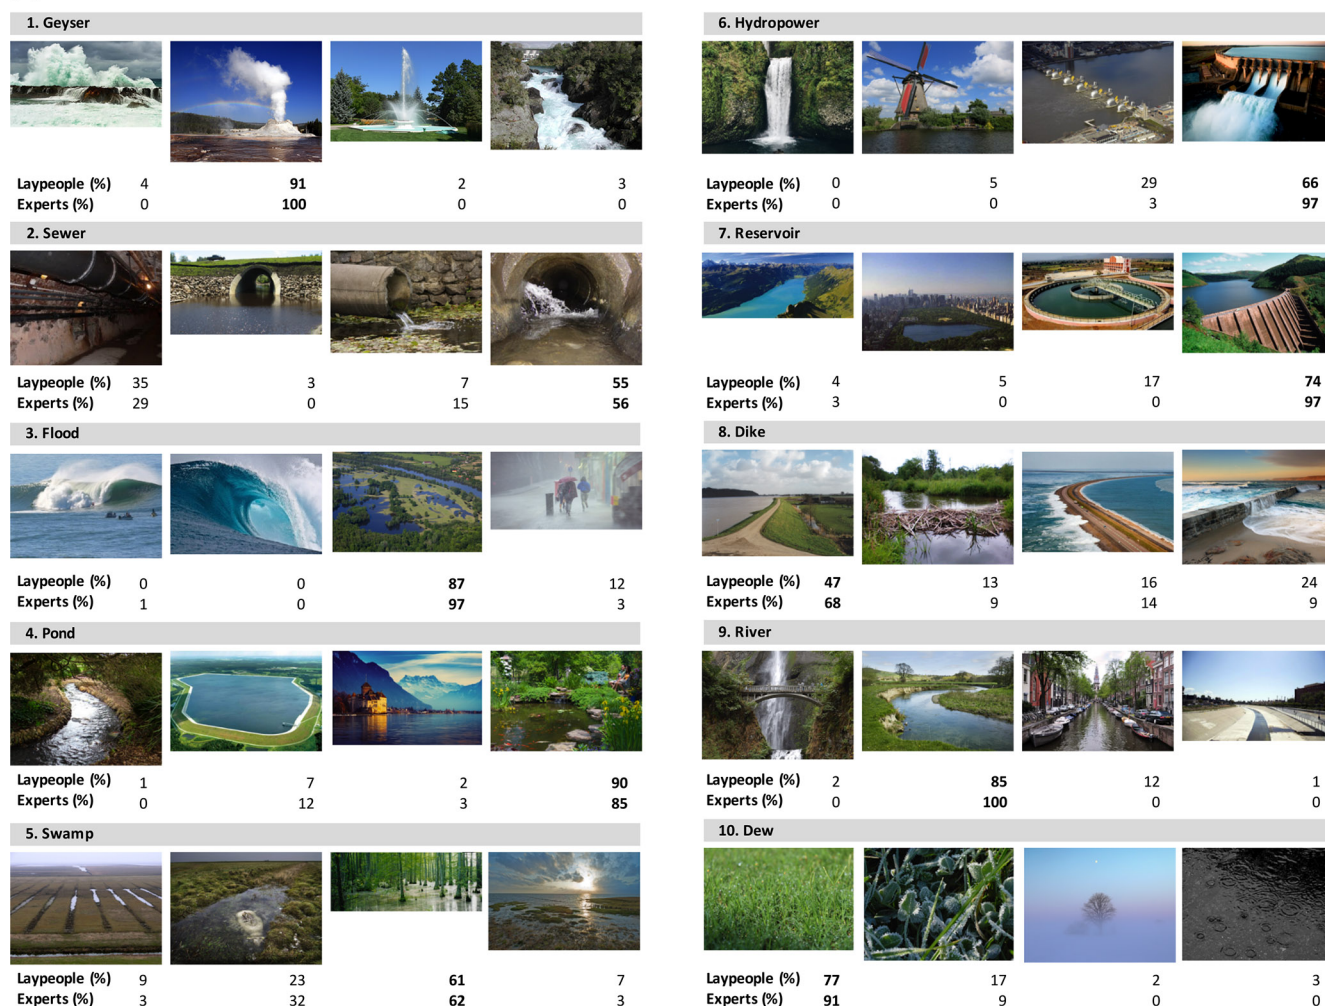 1. Geyser
Laypeople (%) 4 91 2 3
Experts (%) 0 100 0 0
2. Sewer
Laypeople (%) 35 3 7 55
Experts (%) 29 0 15 56
3. Flood
Laypeople (%) 0 0 87 12
Experts (%) 1 0 97 3
4. Pond
Laypeople (%) 1 7 2 90
Experts (%) 0 12 3 85
5. Swamp
Laypeople (%) 9 23 61 7
Experts (%) 3 32 62 3
6. Hydropower
Laypeople (%) 0 5 29 66
Experts (%) 0 0 3 97
7. Reservoir
Laypeople (%) 4 5 17 74
Experts (%) 3 0 0 97
8. Dike
Laypeople (%) 47 13 16 24
Experts (%) 68 9 14 9
9. River
Laypeople (%) 2 85 12 1
Experts (%) 0 100 0 0
10. Dew
Laypeople (%) 77 17 2 3
Experts (%) 91 9 0 0